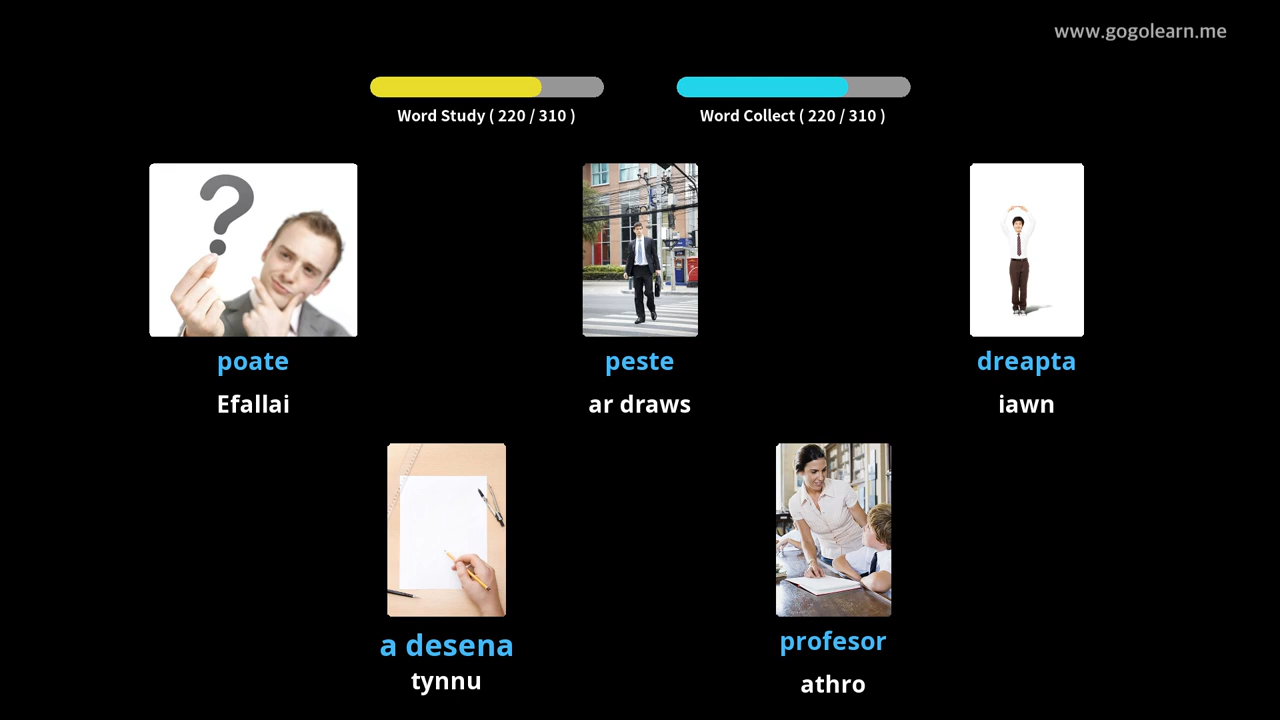 www.gogolearn.me
Word Study ( 220 / 310 )
Word Collect ( 220 / 310 )
poate
Efallai
peste
ar draws
dreapta
iawn
a desena
tynnu
profesor
athro